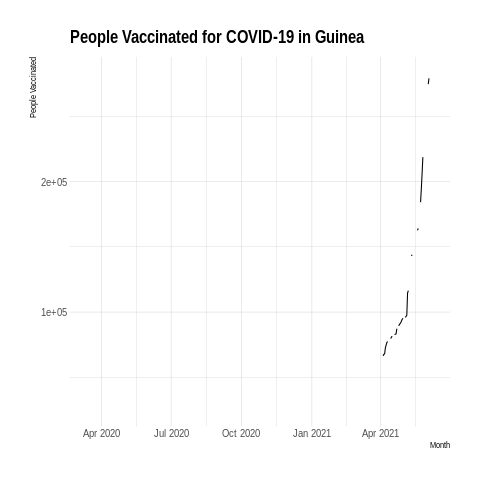 People Vaccinated for COVID-19 in Guinea
People Vaccinated
2e+05
1e+05
Apr 2020 Jul 2020 Oct 2020 Jan 2021 Apr 2021
Month